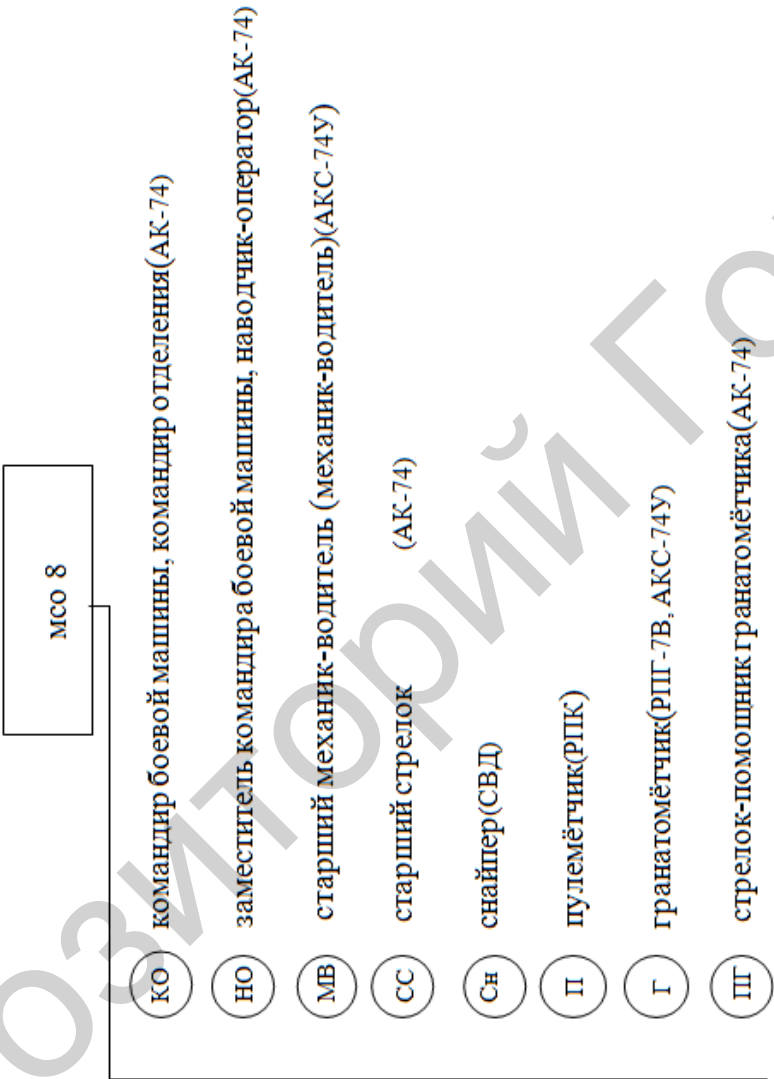 мсо 8
КО командир боевой машины, командир отделения(АК-74)
НО заместитель командира боевой машины, наводчик-оператор(АК-74)
МВ старший механик-водитель (механик-водитель)(АКС-74У)
СС старший стрелок (АК-74)
Сн снайпер(СВД)
П пулемётчик(РПК)
Г гранатомётчик(РПГ-7В, АКС-74У)
ПГ стрелок-помощник гранатомётчика(АК-74)